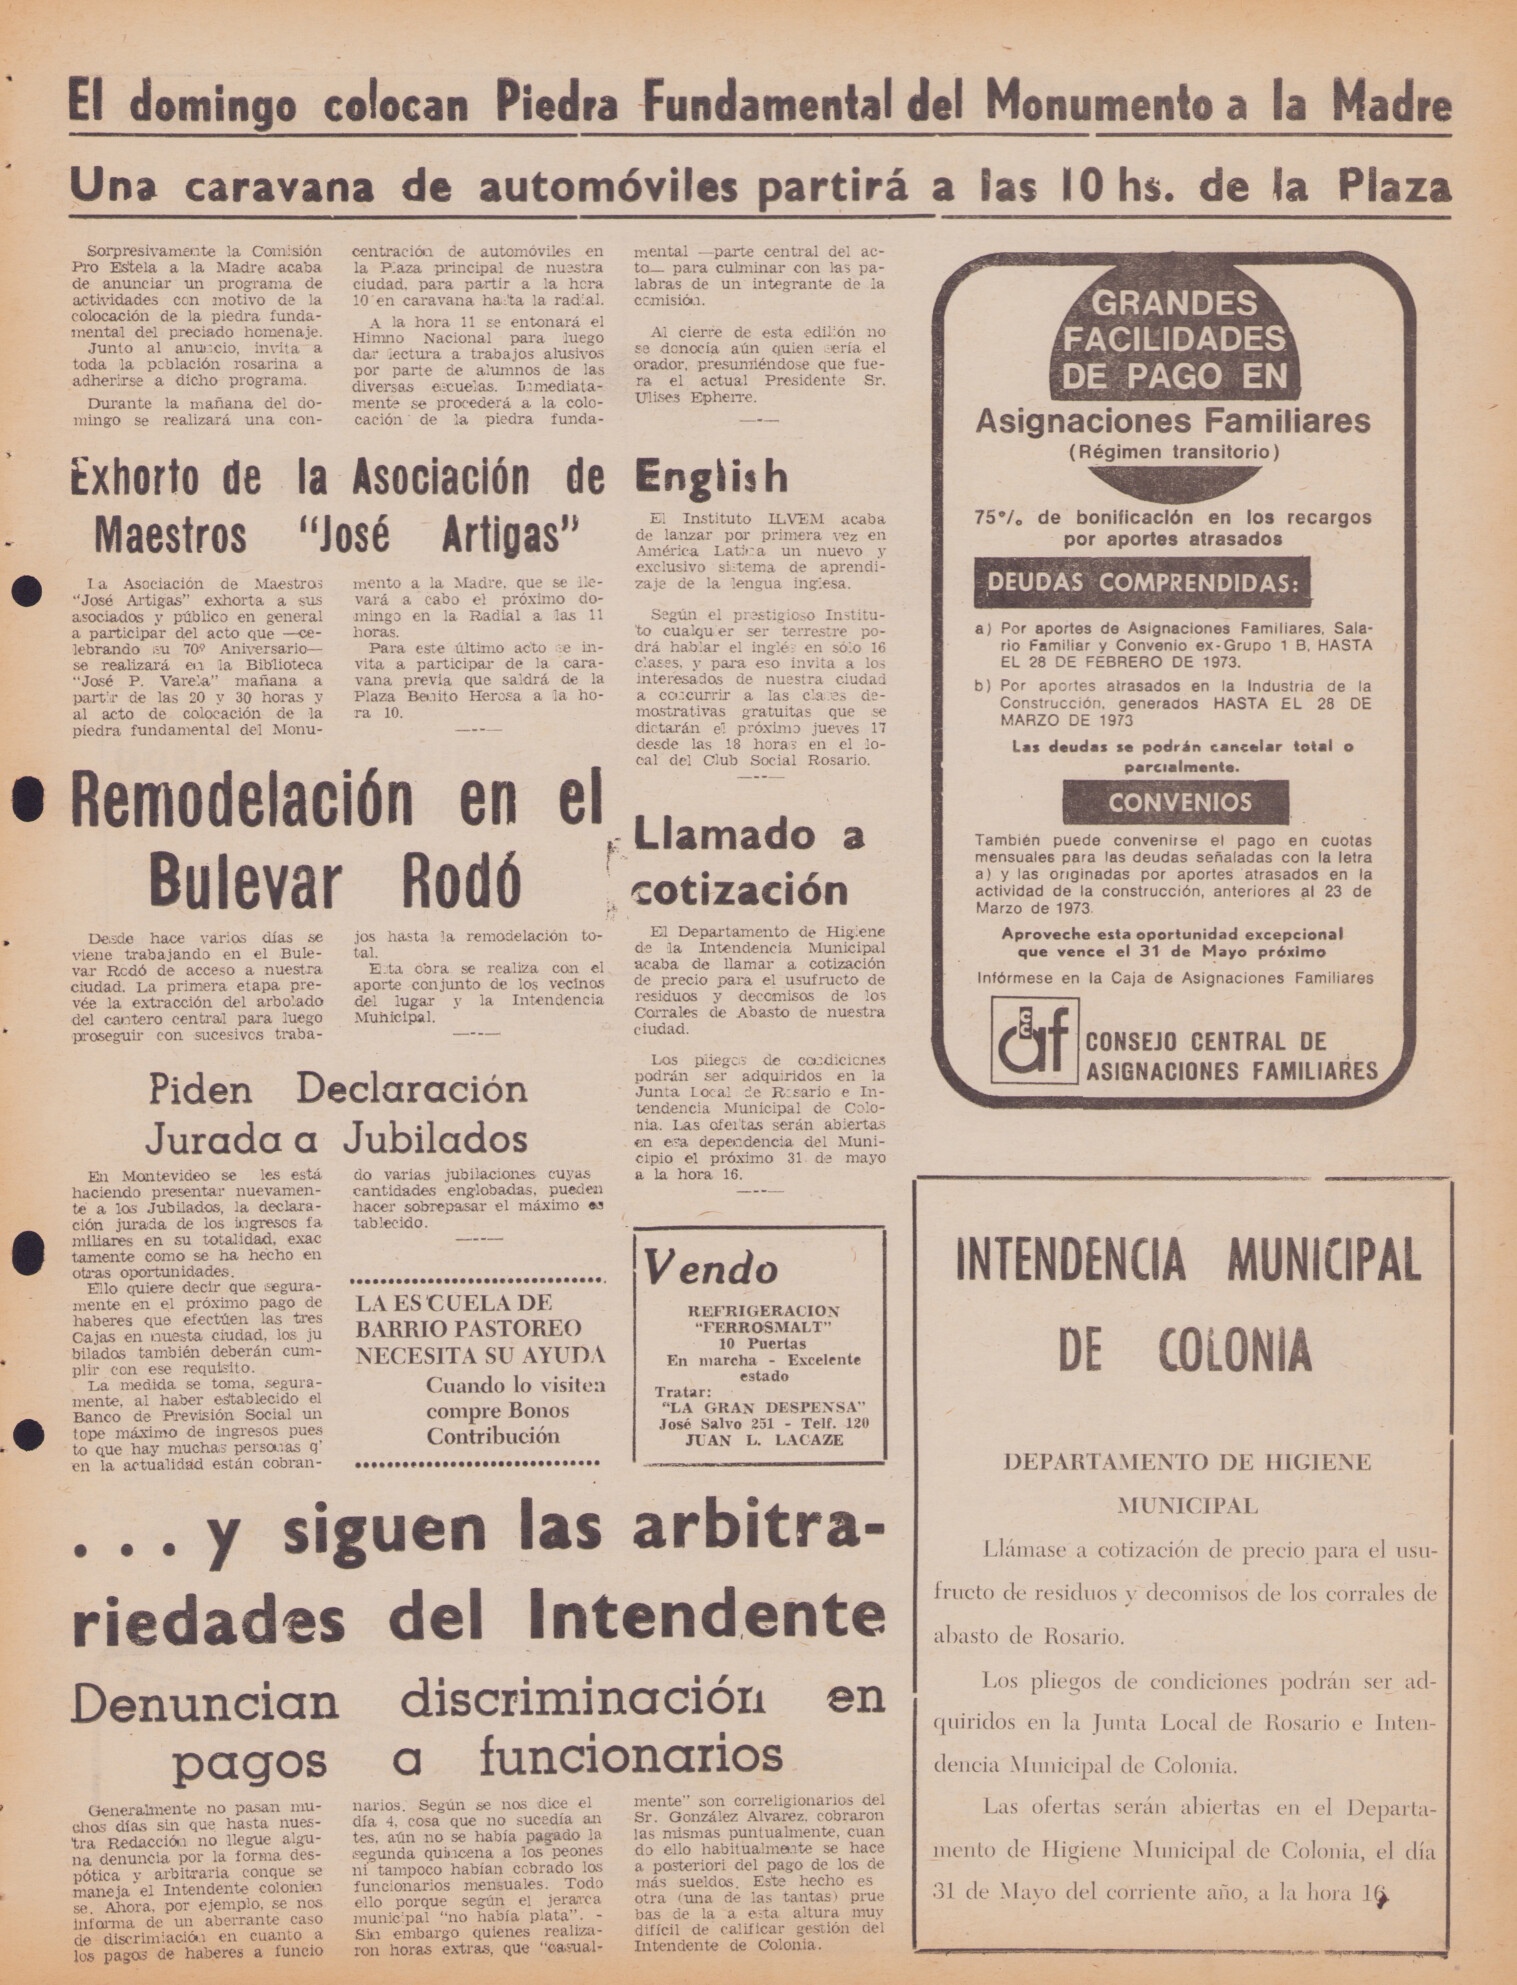 El domingo colocan Piedra Fundamental del Monumento a la Madre
Una caravana de automóviles partirá a las 10 hs. de la Plaza
Sorpresivamente la Comisión
Pro Estela a la Madre acaba
de anunciar un programa de
actividades con motivo de la
colocación de la piedra funda-
mental del preciado homenaje.
Junto al anuncio, invita a
toda la población rosarina a
adherirse a dicho programa.
Durante la mañana del do-
mingo se realizará una con-
centración de automóviles en
la Plaza principal de nuestra
ciudad, para partir a la hora
10 en caravana hasta la radial.
A la hora 11 se entonará el
Himno Nacional para luego
dar lectura a trabajos alusivos
por parte de alumnos de las
diversas escuelas. Inmediata-
mente se procederá a la colo-
cación de la piedra funda-
mental —parte central del ac-
to— para culminar con las pa-
labras de un integrante de la
comisión.
Al cierre de esta edición no
se donocía aún quien sería el
orador, presumiéndose que fue-
ra el actual Presidente Sr.
Ulises Epherre.
Exhorto de la Asociación de
Maestros "José Artigas"
La Asociación de Maestros
"José Artigas" exhorta a sus
asociados y público en general
a participar del acto que —ce-
lebrando su 70º Aniversario—
se realizará en la Biblioteca
"José P. Varela" mañana a
partir de las 20 y 30 horas y
al acto de colocación de la
piedra fundamental del Monu-
mento a la Madre, que se lle-
vará a cabo el próximo do-
mingo en la Radial a las 11
horas.
Para este último acto se in-
vita a participar de la cara-
vana previa que saldrá de la
Plaza Benito Herosa a la ho-
ra 10.
English
El Instituto ILVEM acaba
de lanzar por primera vez en
América Latina un nuevo y
exclusivo sistema de aprendi-
zaje de la lengua inglesa.
Según el prestigioso Institu-
to cualquier ser terrestre po-
drá hablar el inglés en sólo 16
clases, y para eso invita a los
interesados de nuestra ciudad
a concurrir a las clases de-
mostrativas gratuitas que se
dictarán el próximo jueves 17
desde las 18 horas en el lo-
cal del Club Social Rosario.
Remodelación en el
Bulevar Rodó
Desde hace varios días se
viene trabajando en el Bule-
var Rodó de acceso a nuestra
ciudad. La primera etapa pre-
vée la extracción del arbolado
del cantero central para luego
proseguir con sucesivos traba-
jos hasta la remodelación to-
tal.
Esta obra se realiza con el
aporte conjunto de los vecinos
del lugar y la Intendencia
Muhicipal.
Llamado a
cotización
El Departamento de Higiene
de la Intendencia Municipal
acaba de llamar a cotización
de precio para el usufructo de
residuos y decomisos de los
Corrales de Abasto de nuestra
ciudad.
Los pliegos de condiciones
podrán ser adquiridos en la
Junta Local de Rosario e In-
tendencia Municipal de Colo-
nia. Las ofertas serán abiertas
en esa dependencia del Muni-
cipio el próximo 31 de mayo
a la hora 16.
Piden Declaración
Jurada a Jubilados
En Montevideo se les está
haciendo presentar nuevamen-
te a los Jubilados, la declara-
ción jurada de los ingresos fa
miliares en su totalidad, exac
tamente como se ha hecho en
otras oportunidades.
Ello quiere decir que segura-
mente en el próximo pago de
haberes que efectúen las tres
Cajas en nuesta ciudad, los ju
bilados también deberán cum-
plir con ese requisito.
La medida se toma, segura-
mente, al haber establecido el
Banco de Previsión Social un
tope máximo de ingresos pues
to que hay muchas personas q'
en la actualidad están cobran-
do varias jubilaciones cuyas
cantidades englobadas, pueden
hacer sobrepasar el máximo es
tablecido.
LA ESCUELA DE
BARRIO PASTOREO
NECESITA SU AYUDA
Cuando lo visiten
compre Bonos
Contribución
Vendo
REFRIGERACION
"FERROSMALT"
10 Puertas
En marcha - Excelente
estado
Tratar:
"LA GRAN DESPENSA"
José Salvo 251 - Telf. 120
JUAN L. LACAZE
. . . y siguen las arbitra-
riedades del Intendente
Denuncian discriminación en
pagos a funcionarios
Generalmente no pasan mu-
chos días sin que hasta nues-
tra Redacción no llegue algu-
na denuncia por la forma des-
pótica y arbitraria conque se
maneja el Intendente colonien
se. Ahora, por ejemplo, se nos
informa de un aberrante caso
de discrimiación en cuanto a
los pagos de haberes a funcio
narios. Según se nos dice el
día 4, cosa que no sucedía an
tes, aún no se había pagado la
segunda quincena a los peones
ni tampoco habían cobrado los
funcionarios mensuales. Todo
ello porque según el jerarca
municipal "no había plata". -
Sin embargo quienes realiza-
ron horas extras, que "casual-
mente" son correligionarios del
Sr. González Alvarez, cobraron
las mismas puntualmente, cuan
do ello habitualmente se hace
a posteriori del pago de los de
más sueldos. Este hecho es
otra (una de las tantas) prue
bas de la a esta altura muy
difícil de calificar gestión del
Intendente de Colonia.
GRANDES
FACILIDADES
DE PAGO EN
Asignaciones Familiares
(Régimen transitorio)
75% de bonificación en los recargos
por aportes atrasados
DEUDAS COMPRENDIDAS:
a) Por aportes de Asignaciones Familiares, Sala-
rio Familiar y Convenio ex-Grupo 1 B, HASTA
EL 28 DE FEBRERO DE 1973.
b) Por aportes atrasados en la Industria de la
Construcción, generados HASTA EL 28 DE
MARZO DE 1973
Las deudas se podrán cancelar total o
parcialmente.
CONVENIOS
También puede convenirse el pago en cuotas
mensuales para las deudas señaladas con la letra
a) y las originadas por aportes atrasados en la
actividad de la construcción, anteriores al 23 de
Marzo de 1973.
Aproveche esta oportunidad excepcional
que vence el 31 de Mayo próximo
Infórmese en la Caja de Asignaciones Familiares
cc
af
CONSEJO CENTRAL DE
ASIGNACIONES FAMILIARES
INTENDENCIA MUNICIPAL
DE COLONIA
DEPARTAMENTO DE HIGIENE
MUNICIPAL
Llámase a cotización de precio para el usu-
fructo de residuos y decomisos de los corrales de
abasto de Rosario.
Los pliegos de condiciones podrán ser ad-
quiridos en la Junta Local de Rosario e Inten-
dencia Municipal de Colonia.
Las ofertas serán abiertas en el Departa-
mento de Higiene Municipal de Colonia, el día
31 de Mayo del corriente año, a la hora 16.